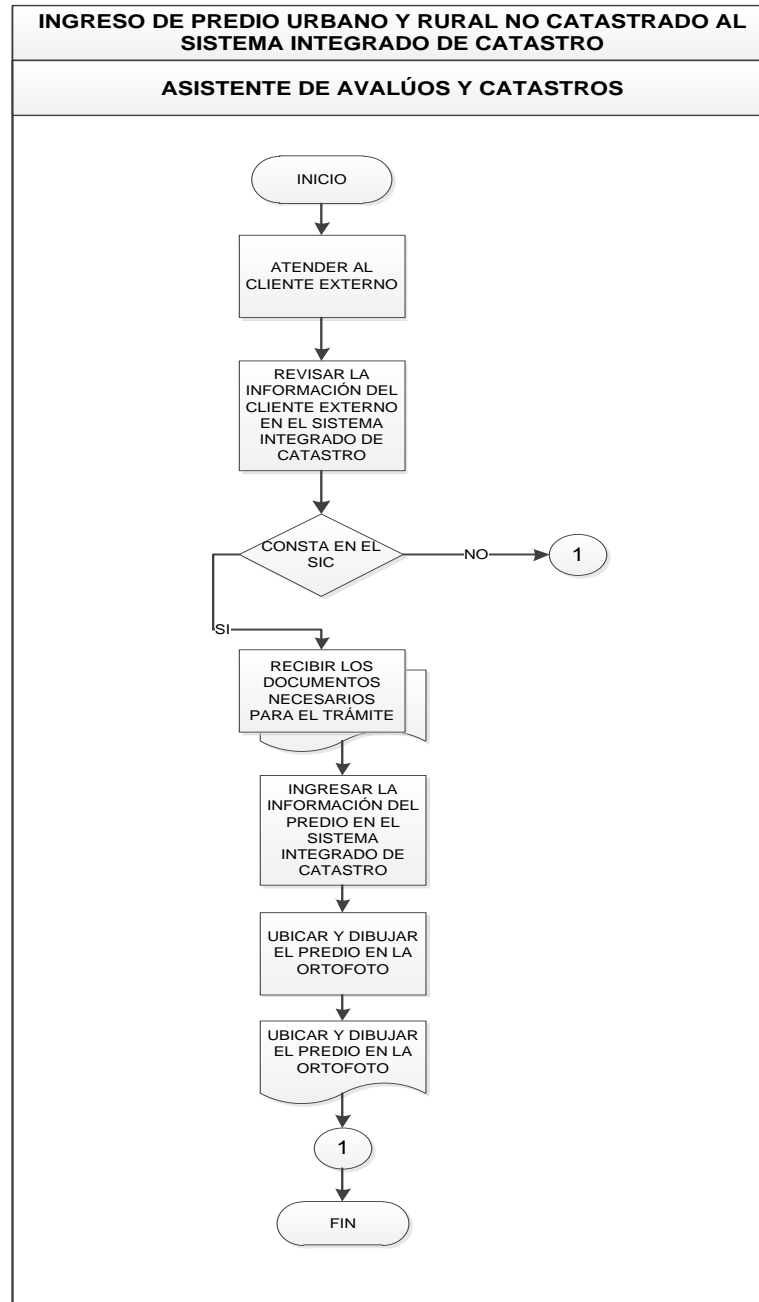 INGRESO DE PREDIO URBANO Y RURAL NO CATASTRADO AL
SISTEMA INTEGRADO DE CATASTRO
ASISTENTE DE AVALÚOS Y CATASTROS
INICIO
ATENDER AL
CLIENTE EXTERNO
REVISAR LA
INFORMACIÓN DEL
CLIENTE EXTERNO
EN EL SISTEMA
INTEGRADO DE
CATASTRO
CONSTA EN EL
SIC
NO
1
SI
RECIBIR LOS
DOCUMENTOS
NECESARIOS
PARA EL TRÁMITE
INGRESAR LA
INFORMACIÓN DEL
PREDIO EN EL
SISTEMA
INTEGRADO DE
CATASTRO
UBICAR Y DIBUJAR
EL PREDIO EN LA
ORTOFOTO
UBICAR Y DIBUJAR
EL PREDIO EN LA
ORTOFOTO
1
FIN